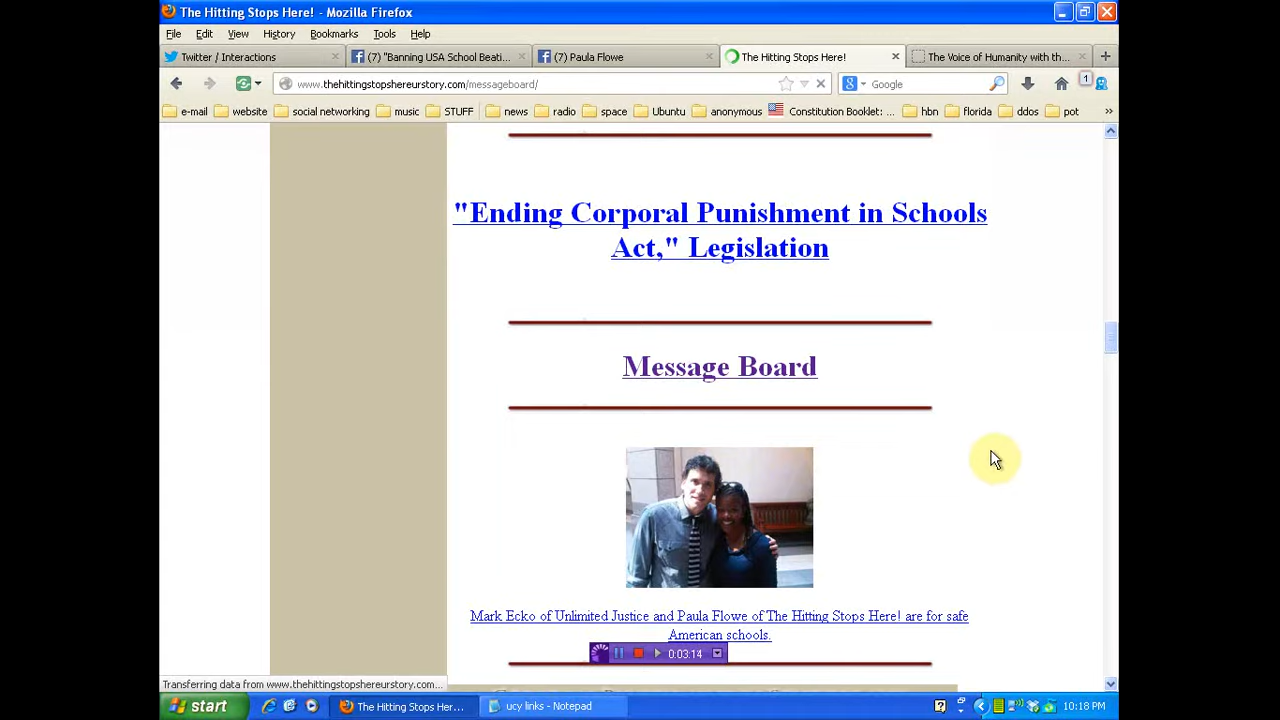 The Hitting Stops Here! - Mozilla Firefox
File Edit View History Bookmarks Tools Help
Twitter / Interactions
(7) "Banning USA School Beati...
(7) Paula Flowe
The Hitting Stops Here!
The Voice of Humanity with th...
www.thehittingstopshereurstory.com/messageboard/
Google
1
e-mail website social networking music STUFF news radio space Ubuntu anonymous Constitution Booklet: ... hbn florida ddos pot
"Ending Corporal Punishment in Schools
Act," Legislation
Message Board
Mark Ecko of Unlimited Justice and Paula Flowe of The Hitting Stops Here! are for safe
American schools.
0:03:14
Transferring data from www.thehittingstopshereurstory.com...
start
The Hitting Stops Her...
ucy links - Notepad
10:18 PM